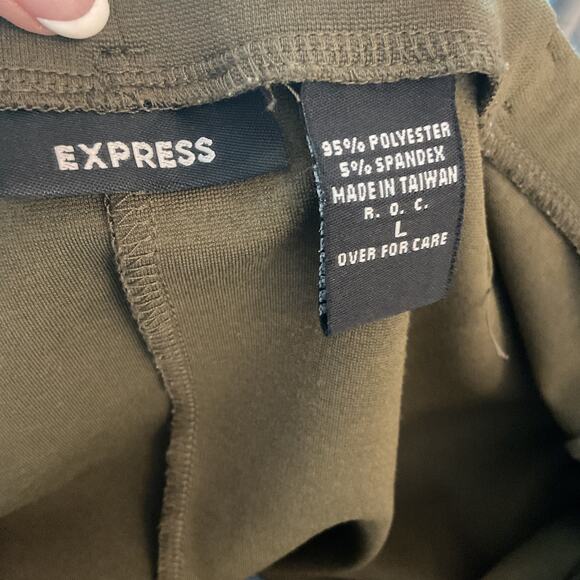 EXPRESS
95% POLYESTER
5% SPANDEX
MADE IN TAIWAN
R. O. C.
L
OVER FOR CARE